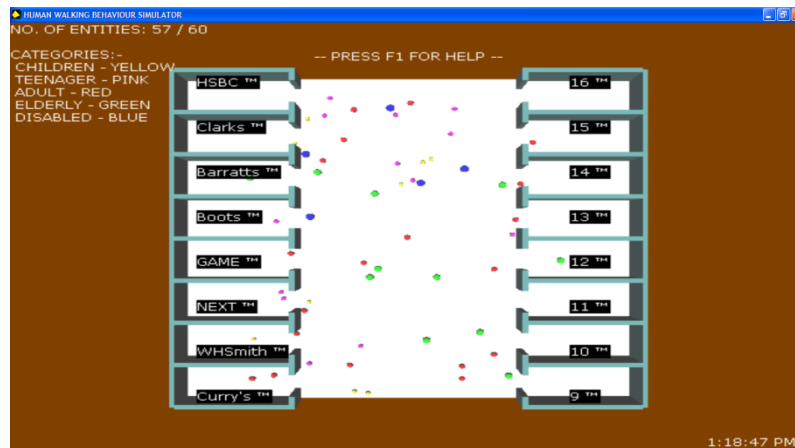 HUMAN WALKING BEHAVIOUR SIMULATOR
NO. OF ENTITIES: 57 / 60
CATEGORIES:-
CHILDREN - YELLOW
TEENAGER - PINK
ADULT - RED
ELDERLY - GREEN
DISABLED - BLUE
-- PRESS F1 FOR HELP --
HSBC ™
16 ™
Clarks ™
15 ™
Barratts ™
14 ™
Boots ™
13 ™
GAME ™
12 ™
NEXT ™
11 ™
WHSmith ™
10 ™
Curry's ™
9 ™
1:18:47 PM